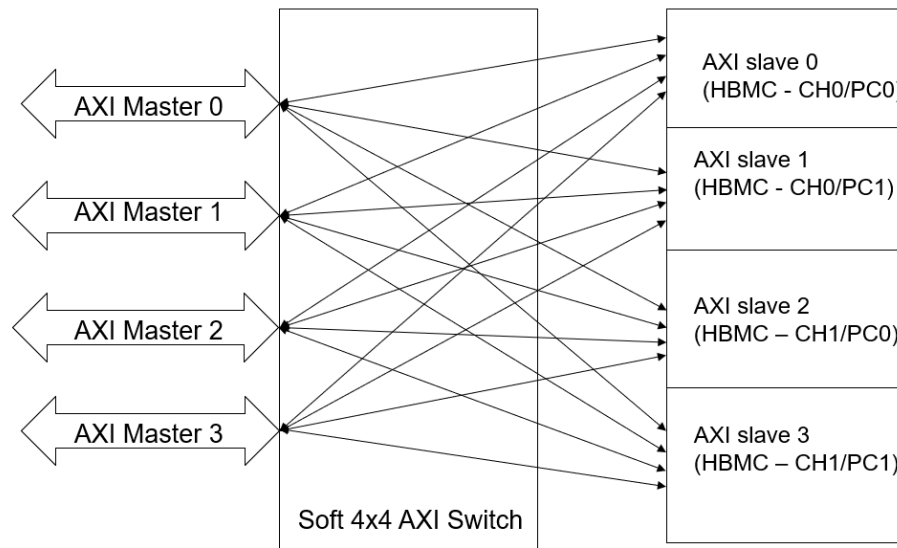 AXI Master 0
AXI Master 1
AXI Master 2
AXI Master 3
Soft 4x4 AXI Switch
AXI slave 0
(HBMC - CH0/PC0)
AXI slave 1
(HBMC - CH0/PC1)
AXI slave 2
(HBMC – CH1/PC0)
AXI slave 3
(HBMC – CH1/PC1)